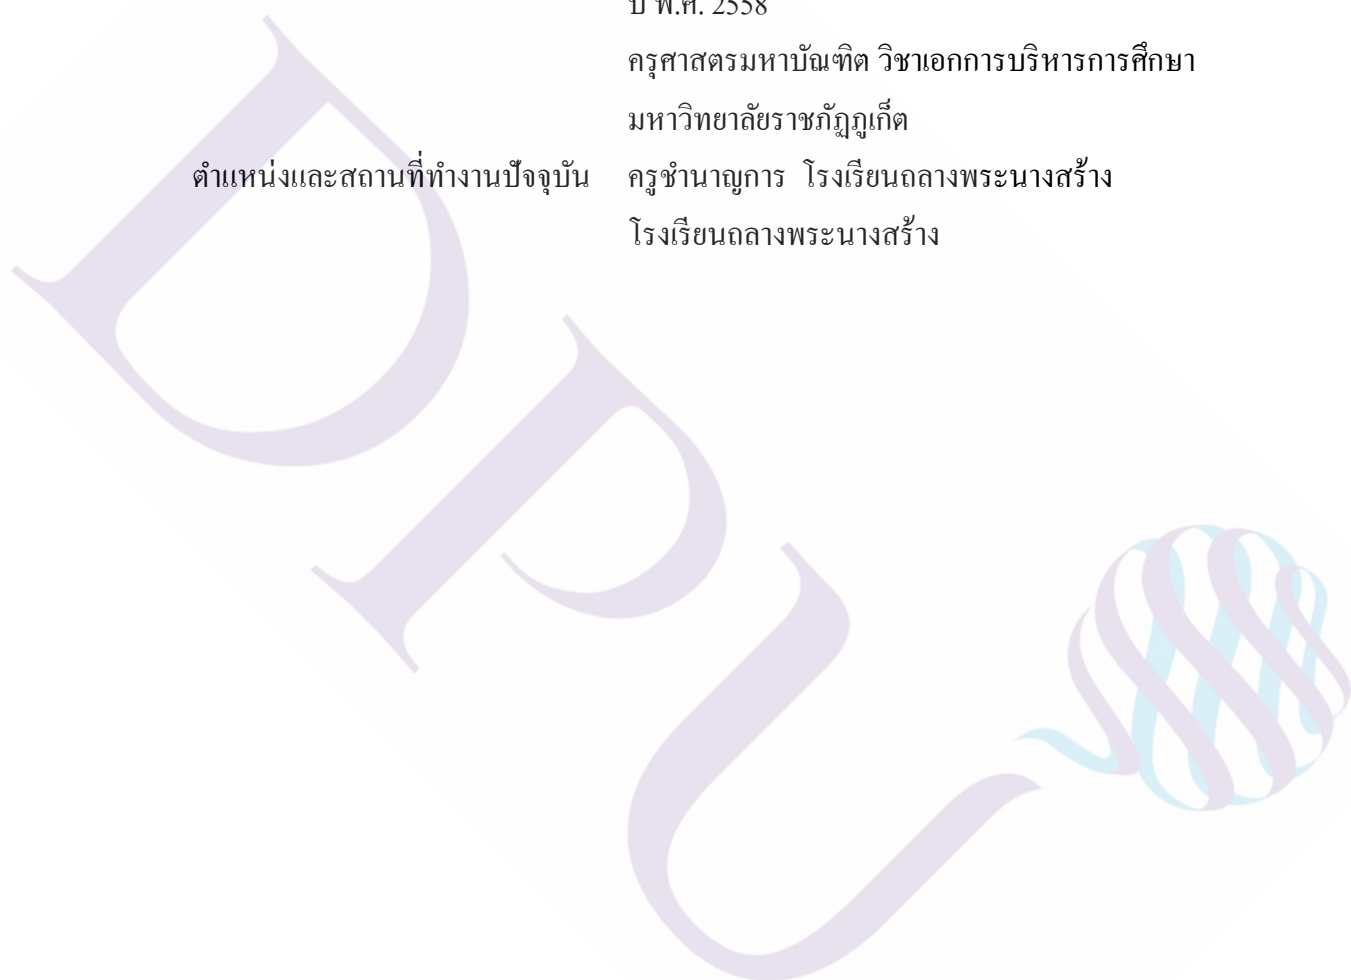 ปี พ.ศ. 2558
ครุศาสตรมหาบัณฑิต วิชาเอกการบริหารการศึกษา
มหาวิทยาลัยราชภัฏภูเก็ต
ตำแหน่งและสถานที่ทำงานปัจจุบัน ครูชำนาญการ โรงเรียนถลางพระนางสร้าง
โรงเรียนถลางพระนางสร้าง
DPU